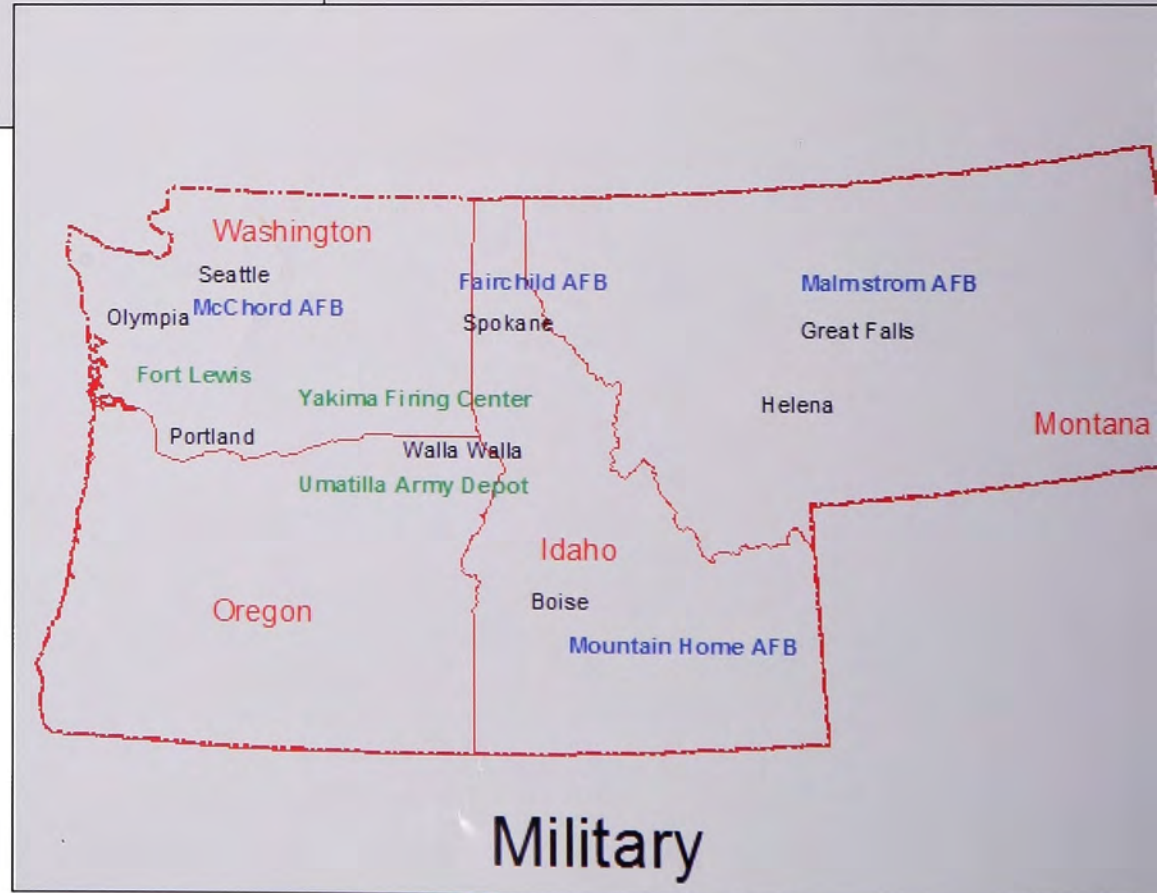 Washington
Seattle
Fairchild AFB
Malmstrom AFB
McChord AFB
Olympia
Spokane
Great Falls
Fort Lewis
Yakima Firing Center
Helena
Montana
Portland
Walla Walla
Umatilla Army Depot
Idaho
Boise
Oregon
Mountain Home AFB
Military